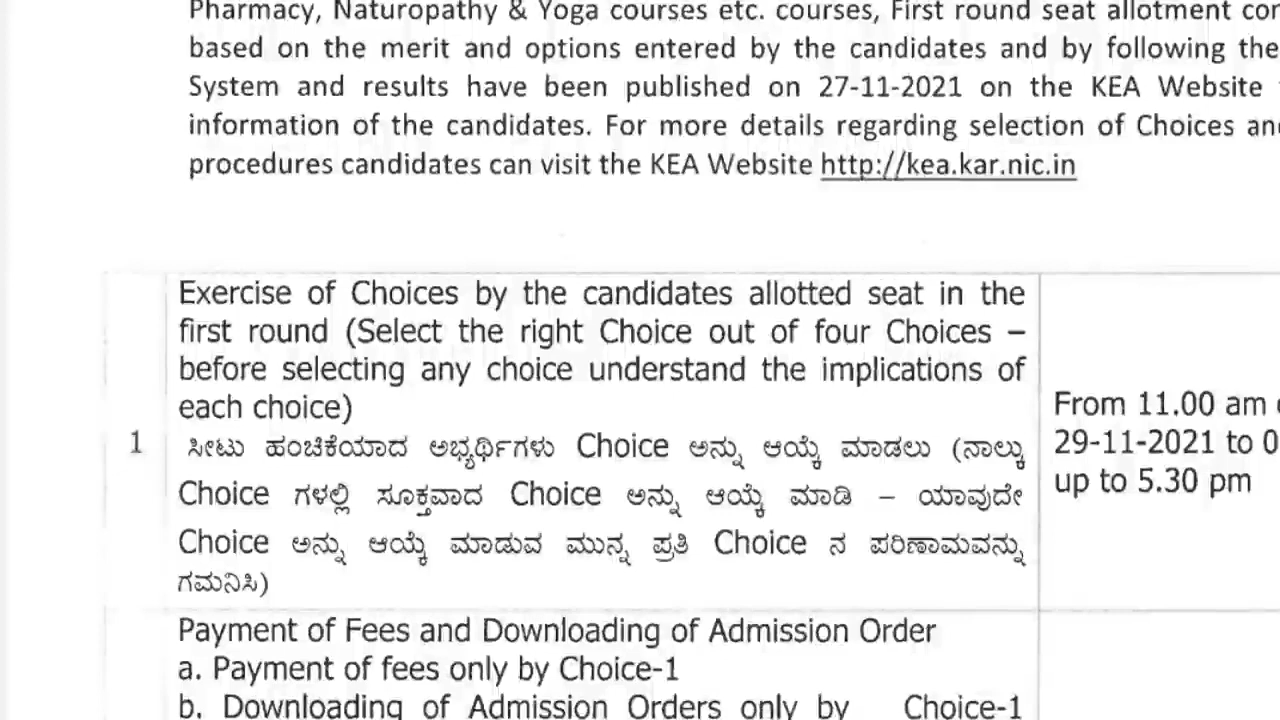 Pharmacy, Naturopathy & Yoga courses etc. courses, First round seat allotment
based on the merit and options entered by the candidates and by following the
System and results have been published on 27-11-2021 on the KEA Website
information of the candidates. For more details regarding selection of Choices
procedures candidates can visit the KEA Website http://kea.kar.nic.in
Exercise of Choices by the candidates allotted seat in the
first round (Select the right Choice out of four Choices –
before selecting any choice understand the implications of
each choice)
1 ಸೀಟು ಹಂಚಿಕೆಯಾದ ಅಭ್ಯರ್ಥಿಗಳು Choice ಅನ್ನು ಆಯ್ಕೆ ಮಾಡಲು (ನಾಲ್ಕು
Choice ಗಳಲ್ಲಿ ಸೂಕ್ತವಾದ Choice ಅನ್ನು ಆಯ್ಕೆ ಮಾಡಿ – ಯಾವುದೇ
Choice ಅನ್ನು ಆಯ್ಕೆ ಮಾಡುವ ಮುನ್ನ ಪ್ರತಿ Choice ನ ಪರಿಣಾಮವನ್ನು
ಗಮನಿಸಿ)
From 11.00 am
29-11-2021 to
up to 5.30 pm
Payment of Fees and Downloading of Admission Order
a. Payment of fees only by Choice-1
b. Downloading of Admission Orders only by Choice-1